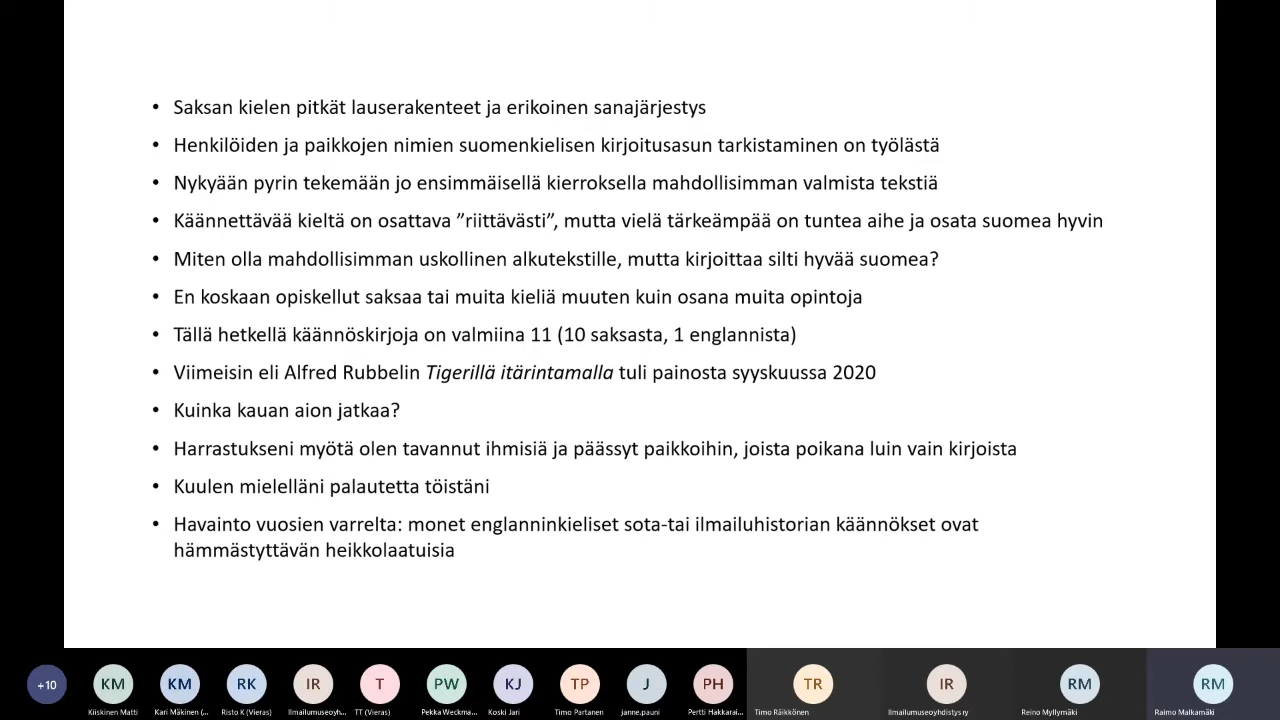 • Saksan kielen pitkät lauserakenteet ja erikoinen sanajärjestys
• Henkilöiden ja paikkojen nimien suomenkielisen kirjoitusasun tarkistaminen on työlästä
• Nykyään pyrin tekemään jo ensimmäisellä kierroksella mahdollisimman valmista tekstiä
• Käännettävää kieltä on osattava ”riittävästi”, mutta vielä tärkeämpää on tuntea aihe ja osata suomea hyvin
• Miten olla mahdollisimman uskollinen alkutekstille, mutta kirjoittaa silti hyvää suomea?
• En koskaan opiskellut saksaa tai muita kieliä muuten kuin osana muita opintoja
• Tällä hetkellä käännöskirjoja on valmiina 11 (10 saksasta, 1 englannista)
• Viimeisin eli Alfred Rubbelin Tigerillä itärintamalla tuli painosta syyskuussa 2020
• Kuinka kauan aion jatkaa?
• Harrastukseni myötä olen tavannut ihmisiä ja päässyt paikkoihin, joista poikana luin vain kirjoista
• Kuulen mielelläni palautetta töistäni
• Havainto vuosien varrelta: monet englanninkieliset sota-tai ilmailuhistorian käännökset ovat
hämmästyttävän heikkolaatuisia
+10 KM KM RK IR T PW KJ TP J PH TR IR RM RM
Kiiskinen Matti Kari Mäkinen (... Risto K (Vieras) Ilmailumuseoyh... TT (Vieras) Pekka Weckma... Koski Jari Timo Partanen janne.pauni Pertti Hakkarai... Timo Räikkönen Ilmailumuseoyhdistys ry Reino Myllymäki Raimo Malkamäki